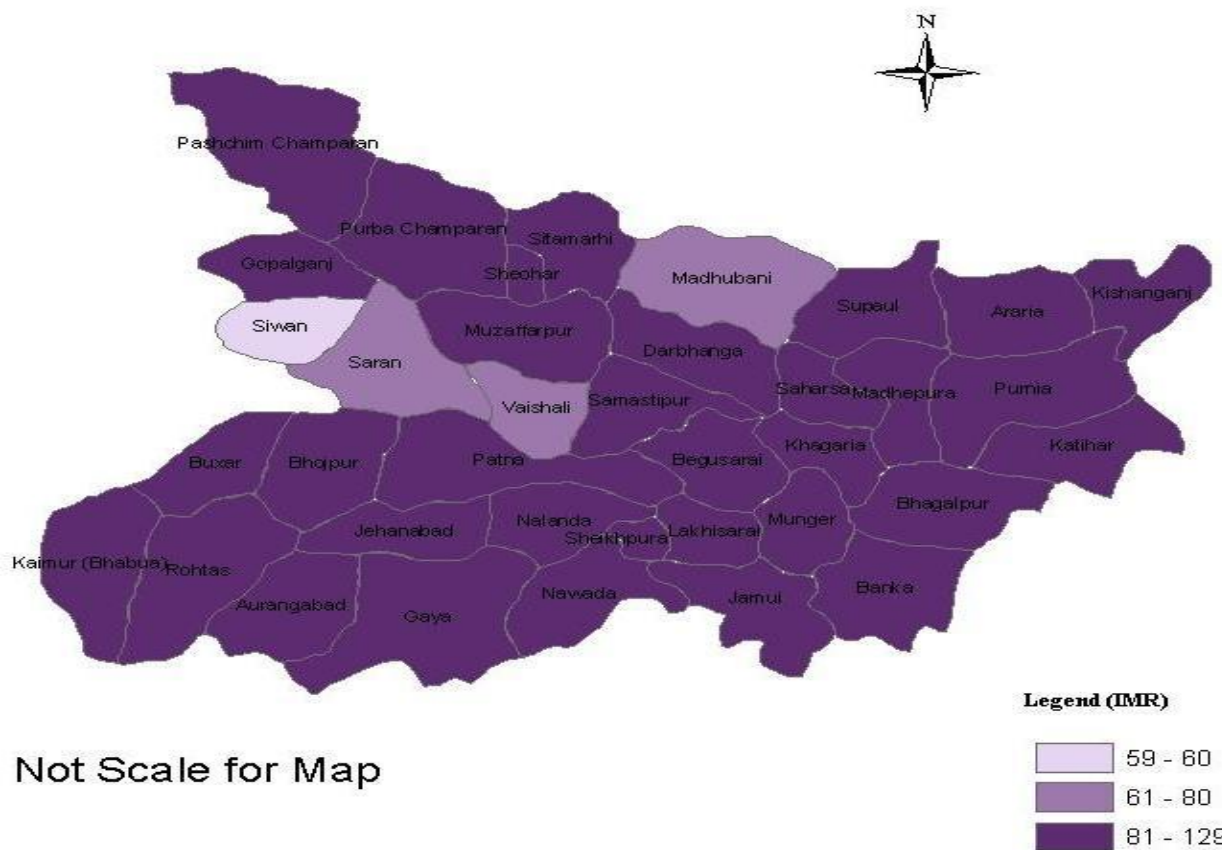 N
Pashchim Champaran
Purba Champaran
Sitamarhi
Gopalganj
Sheohar
Madhubani
Kishanganj
Supaul
Araria
Siwan
Muzaffarpur
Darbhanga
Saran
Saharsa
Madhepura
Purnia
Vaishali
Samastipur
Khagaria
Katihar
Buxar
Bhojpur
Patna
Begusarai
Bhagalpur
Jehanabad
Nalanda
Sheikhpura
Lakhisarai
Munger
Kaimur (Bhabua)
Rohtas
Aurangabad
Gaya
Nawada
Jamui
Banka
Legend (IMR)
59 - 60
61 - 80
81 - 129
Not Scale for Map